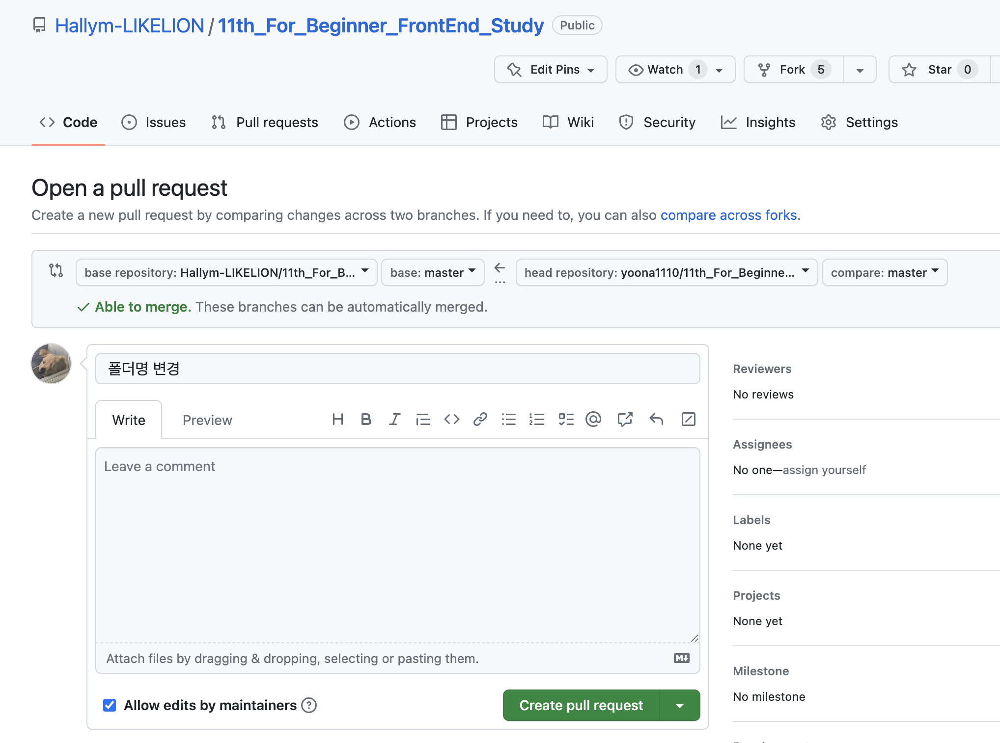 Hallym-LIKELION / 11th_For_Beginner_FrontEnd_Study Public
Edit Pins Watch 1 Fork 5 Star 0
Code Issues Pull requests Actions Projects Wiki Security Insights Settings
Open a pull request
Create a new pull request by comparing changes across two branches. If you need to, you can also compare across forks.
base repository: Hallym-LIKELION/11th_For_B... base: master ← ... head repository: yoona1110/11th_For_Beginne... compare: master
Able to merge. These branches can be automatically merged.
폴더명 변경
Write Preview
Leave a comment
Attach files by dragging & dropping, selecting or pasting them.
Allow edits by maintainers
Create pull request
Reviewers
No reviews
Assignees
No one—assign yourself
Labels
None yet
Projects
None yet
Milestone
No milestone